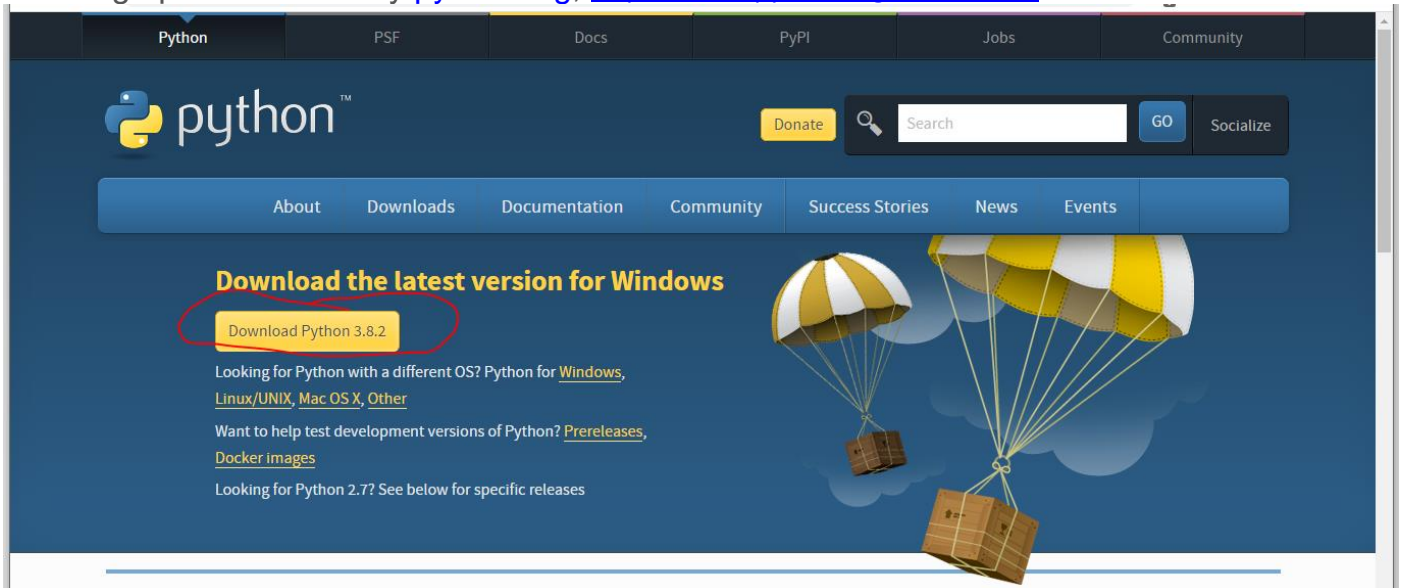 Python PSF Docs PyPI Jobs Community
python™
Donate Search GO Socialize
About Downloads Documentation Community Success Stories News Events
Download the latest version for Windows
Download Python 3.8.2
Looking for Python with a different OS? Python for Windows,
Linux/UNIX, Mac OS X, Other
Want to help test development versions of Python? Prereleases,
Docker images
Looking for Python 2.7? See below for specific releases